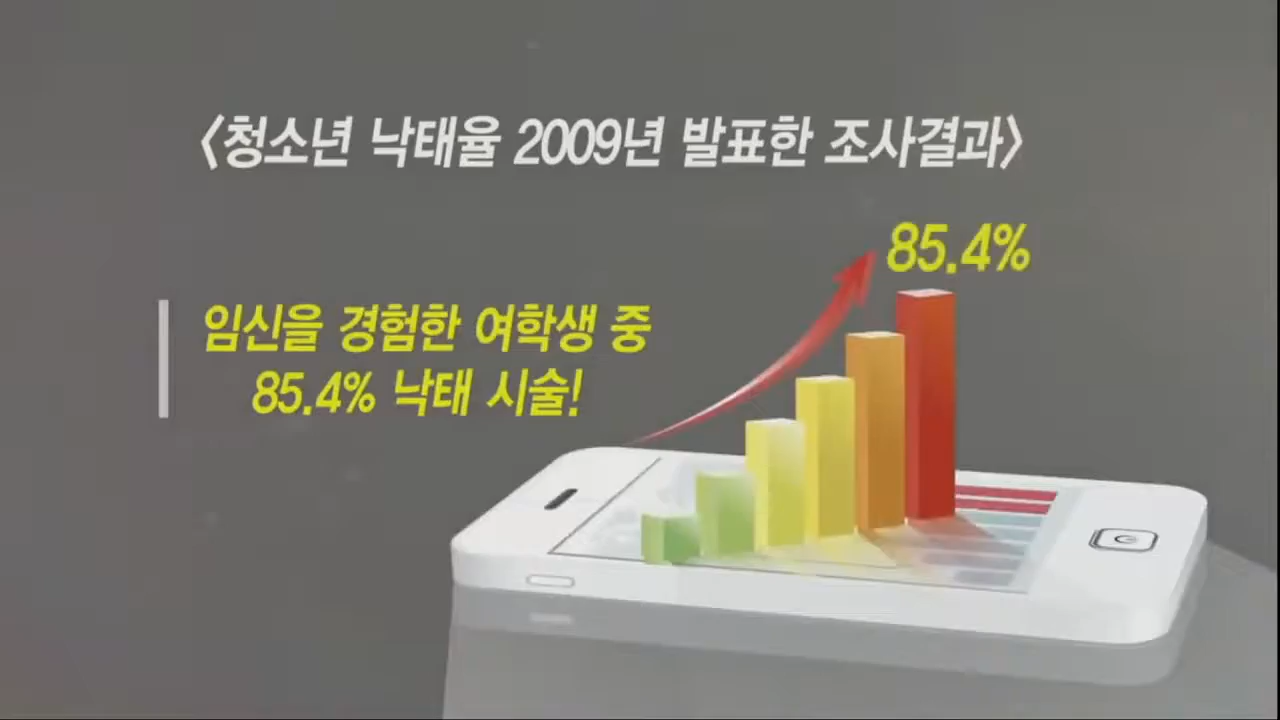 <청소년 낙태율 2009년 발표한 조사결과>
85.4%
임신을 경험한 여학생 중
85.4% 낙태 시술!